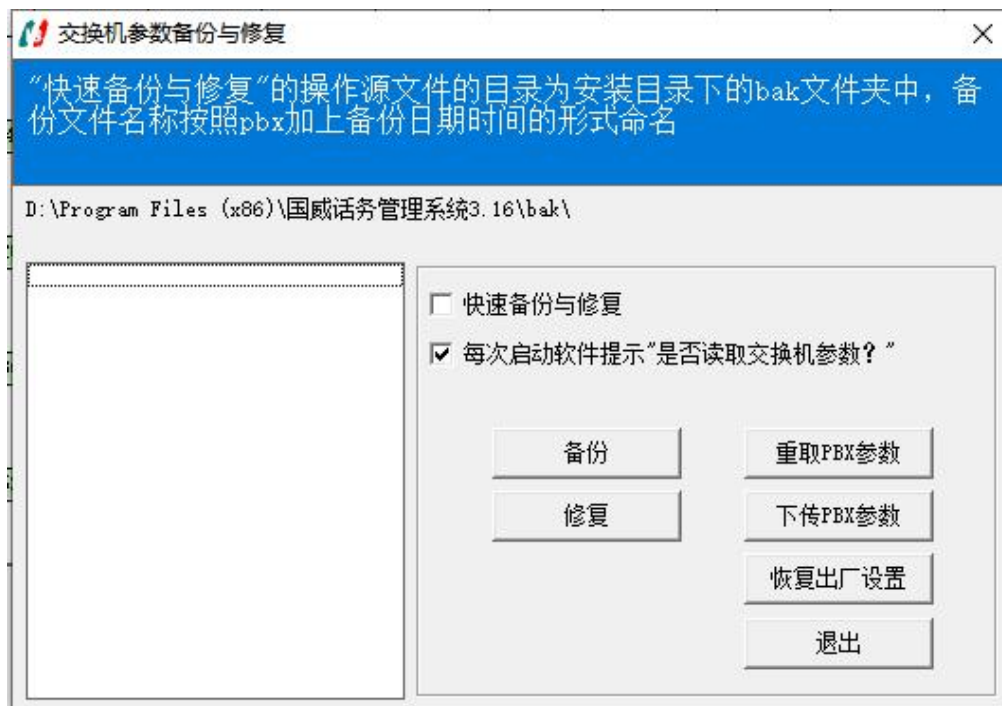 交换机参数备份与修复
"快速备份与修复"的操作源文件的目录为安装目录下的bak文件夹中，备
份文件名称按照pbx加上备份日期时间的形式命名
D:\Program Files (x86)\国威话务管理系统3.16\bak\
快速备份与修复
每次启动软件提示"是否读取交换机参数？"
备份
重取PBX参数
修复
下传PBX参数
恢复出厂设置
退出